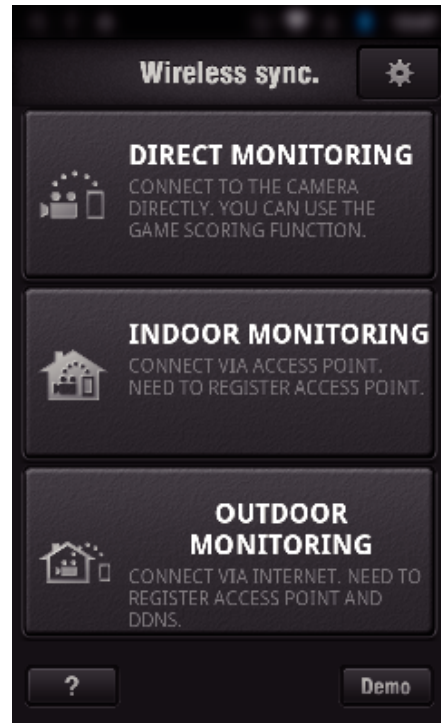 Wireless sync.
DIRECT MONITORING
CONNECT TO THE CAMERA
DIRECTLY. YOU CAN USE THE
GAME SCORING FUNCTION.
INDOOR MONITORING
CONNECT VIA ACCESS POINT.
NEED TO REGISTER ACCESS POINT.
OUTDOOR
MONITORING
CONNECT VIA INTERNET. NEED TO
REGISTER ACCESS POINT AND
DDNS.
?
Demo